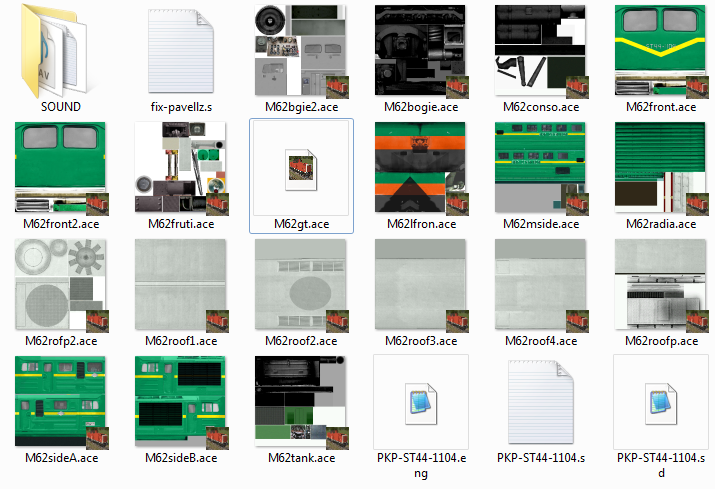 SOUND
fix-pavellz.s
M62bgie2.ace
M62bogie.ace
M62conso.ace
M62front.ace
M62front2.ace
M62fruti.ace
M62gt.ace
M62lfron.ace
M62mside.ace
M62radia.ace
M62rofp2.ace
M62roof1.ace
M62roof2.ace
M62roof3.ace
M62roof4.ace
M62roofp.ace
M62sideA.ace
M62sideB.ace
M62tank.ace
PKP-ST44-1104.e
ng
PKP-ST44-1104.s
PKP-ST44-1104.s
d